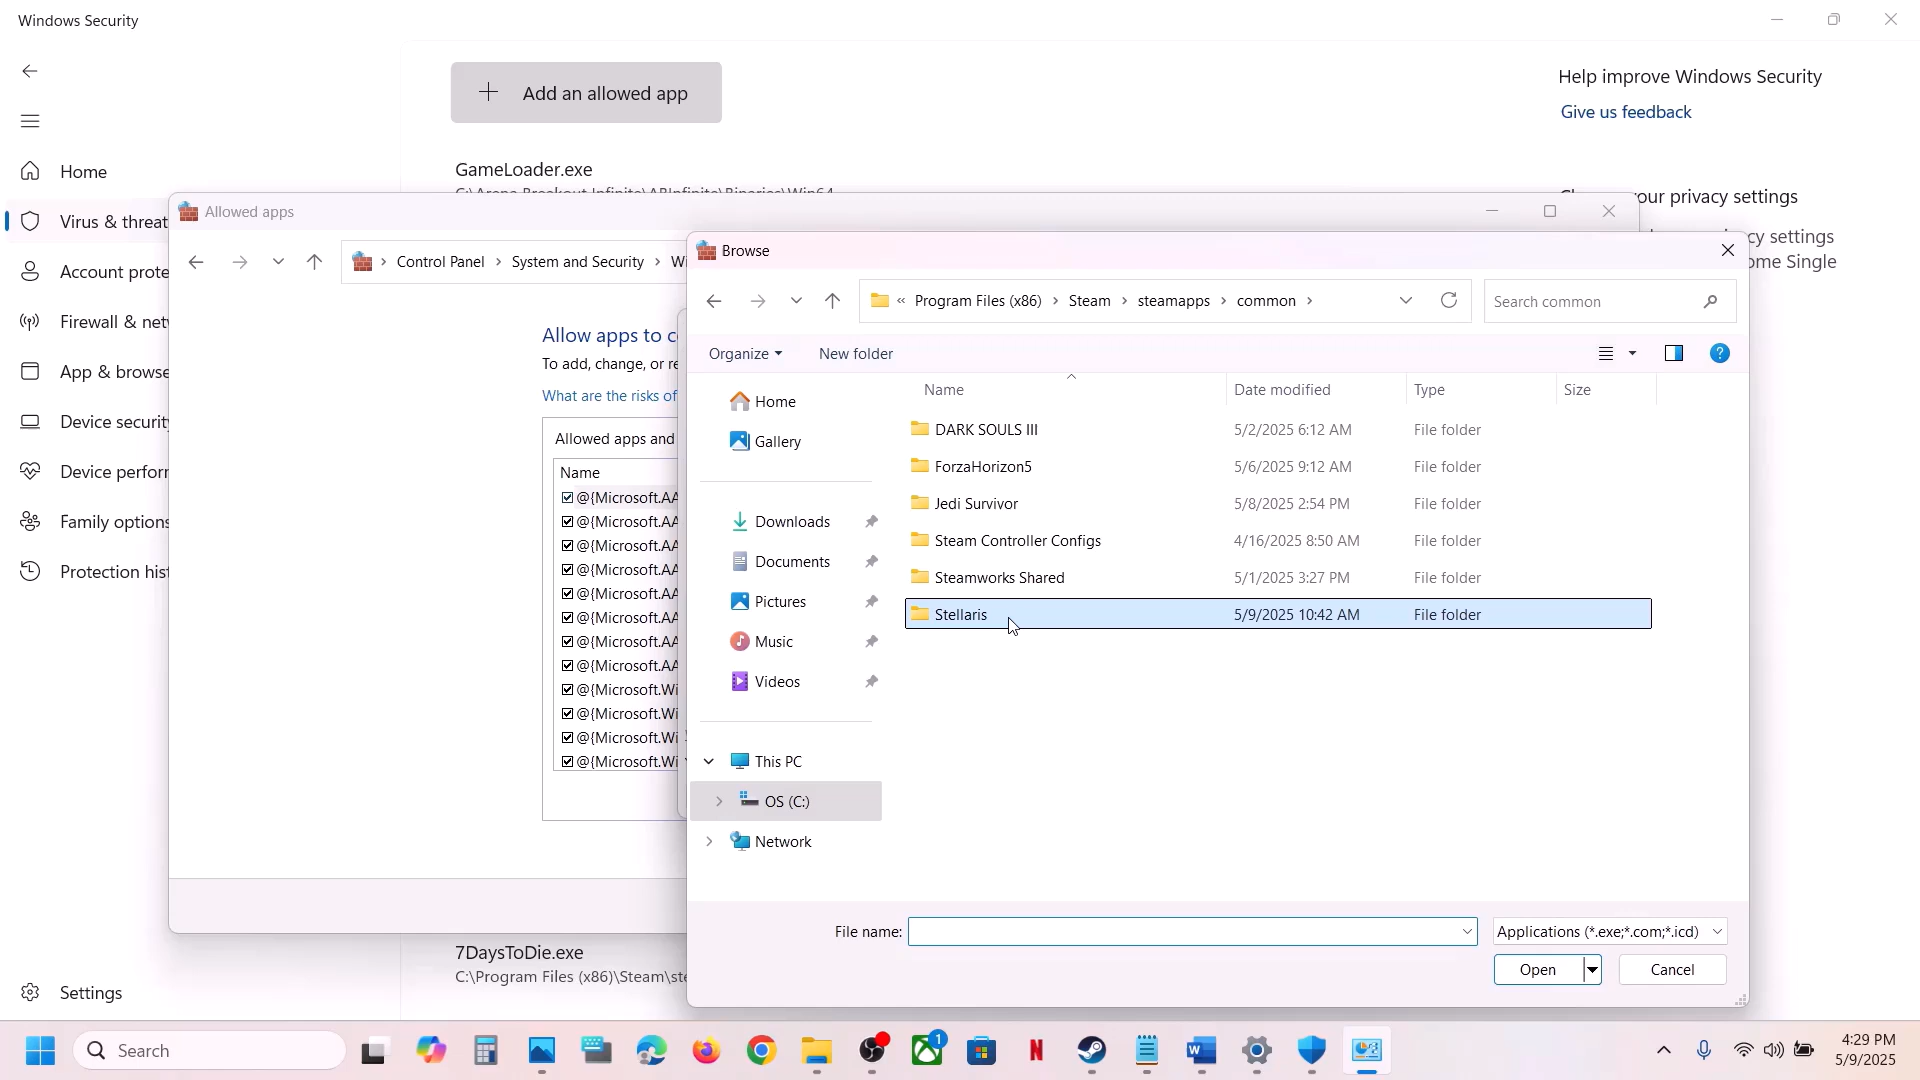 Windows Security
Add an allowed app
Help improve Windows Security
Give us feedback
GameLoader.exe
Home
Virus & threat
Account prote
Firewall & net
App & browse
Device security
Device perfor
Family options
Protection hist
Settings
your privacy settings
cy settings
ome Single
Allowed apps
Control Panel > System and Security > Wi
Allow apps to c
To add, change, or re
What are the risks of
Allowed apps and
Name
@{Microsoft.AA
@{Microsoft.AA
@{Microsoft.AA
@{Microsoft.AA
@{Microsoft.AA
@{Microsoft.AA
@{Microsoft.AA
@{Microsoft.AA
@{Microsoft.Wi
@{Microsoft.Wi
@{Microsoft.Wi
@{Microsoft.Wi
7DaysToDie.exe
C:\Program Files (x86)\Steam\ste
Browse
« Program Files (x86) > Steam > steamapps > common >
Search common
Organize
New folder
Home
Gallery
Downloads
Documents
Pictures
Music
Videos
This PC
OS (C:)
Network
Name Date modified Type Size
DARK SOULS III 5/2/2025 6:12 AM File folder
ForzaHorizon5 5/6/2025 9:12 AM File folder
Jedi Survivor 5/8/2025 2:54 PM File folder
Steam Controller Configs 4/16/2025 8:50 AM File folder
Steamworks Shared 5/1/2025 3:27 PM File folder
Stellaris 5/9/2025 10:42 AM File folder
File name:
Applications (*.exe;*.com;*.icd)
Open
Cancel
Search
1
4:29 PM
5/9/2025